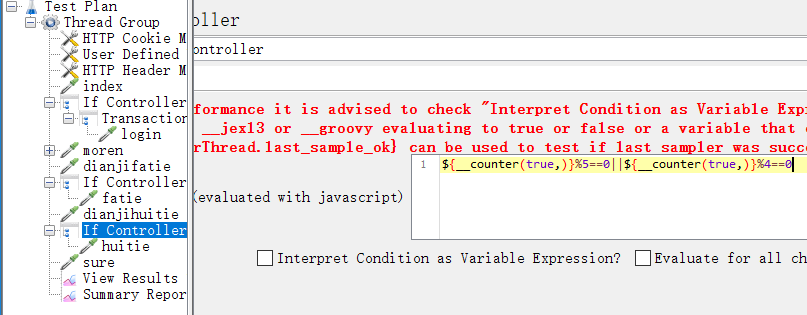 Test Plan
Thread Group
HTTP Cookie M
User Defined
HTTP Header M
index
If Controller
Transaction
login
moren
dianjifatie
If Controller
fatie
dianjihuitie
If Controller
huitie
sure
View Results
Summary Repor
oller
ontroller
formance it is advised to check "Interpret Condition as Variable Expr
__jexl3 or __groovy evaluating to true or false or a variable that c
rThread.last_sample_ok} can be used to test if last sampler was succe
1 ${__counter(true,)}%5==0||${__counter(true,)}%4==0
(evaluated with javascript)
Interpret Condition as Variable Expression?
Evaluate for all ch